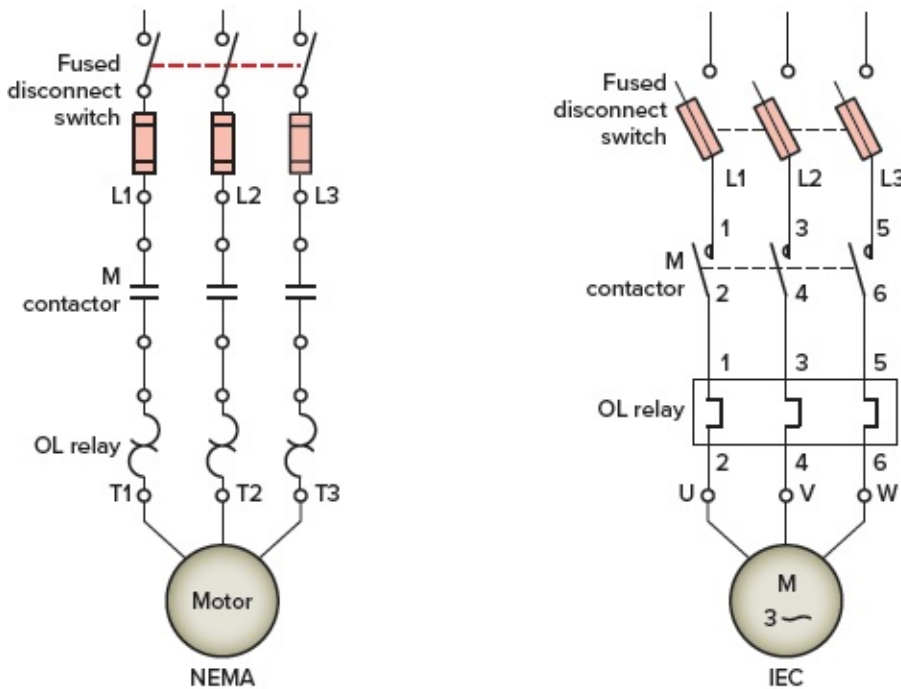 Fused
disconnect
switch
L1 L2 L3
M
contactor
OL relay
T1 T2 T3
Motor
NEMA
Fused
disconnect
switch
L1 L2 L3
1 3 5
M
contactor
2 4 6
1 3 5
OL relay
2 4 6
U V W
M
3~
IEC